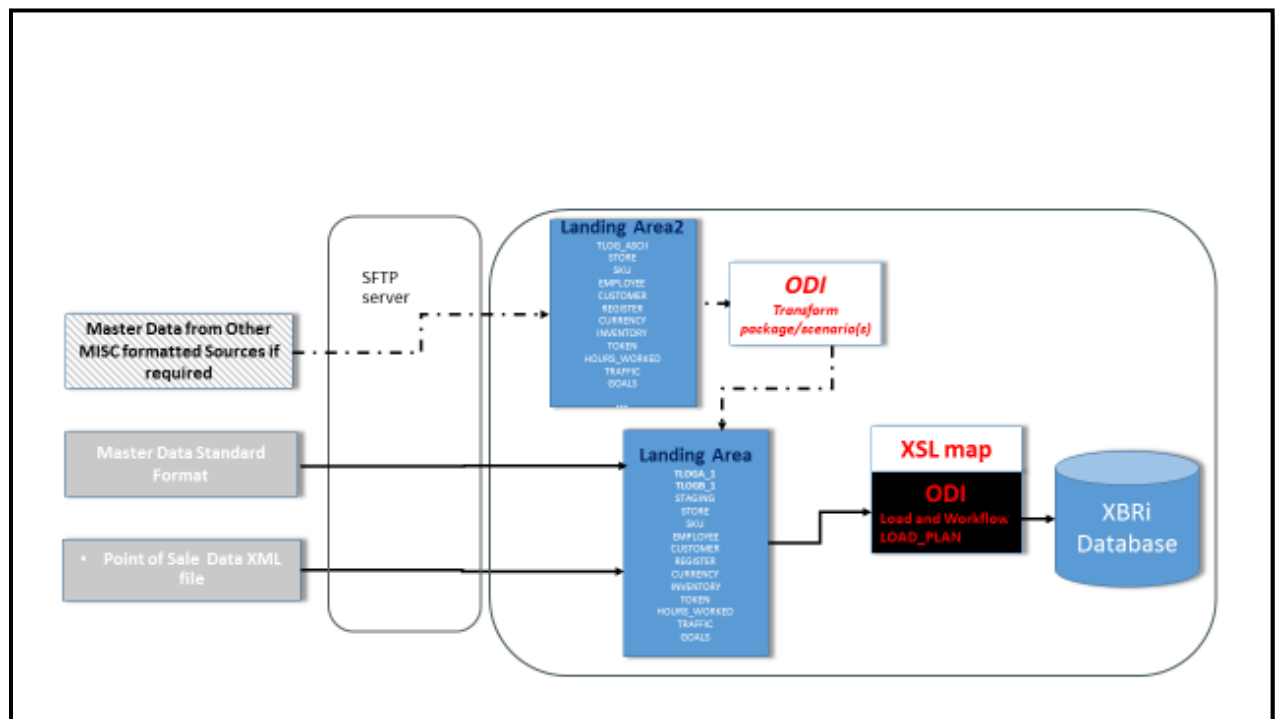 Landing Area2
TLOG_ASCII
STORE
SKU
EMPLOYEE
CUSTOMER
REGISTER
CURRENCY
INVENTORY
TOKEN
HOURS_WORKED
TRAFFIC
GOALS
...
ODI
Transform
package/scenario(s)
SFTP
server
Master Data from Other
MISC formatted Sources if
required
Master Data Standard
Format
• Point of Sale Data XML
file
Landing Area
TLOGA_1
TLOGB_1
STAGING
STORE
SKU
EMPLOYEE
CUSTOMER
REGISTER
CURRENCY
INVENTORY
TOKEN
HOURS_WORKED
TRAFFIC
GOALS
XSL map
ODI
Load and Workflow
LOAD_PLAN
XBRi
Database